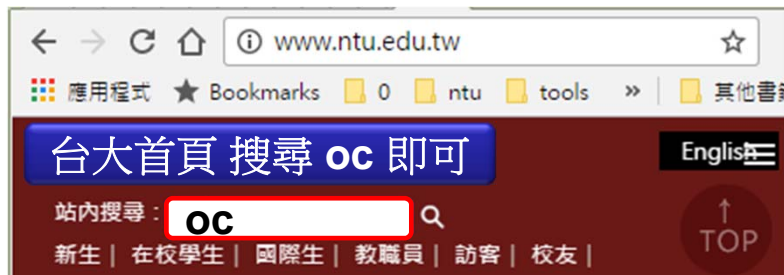 www.ntu.edu.tw
應用程式 Bookmarks 0 ntu tools » 其他書籤
台大首頁 搜尋 oc 即可
English
站內搜尋： oc
↑
TOP
新生| 在校學生| 國際生| 教職員| 訪客| 校友|